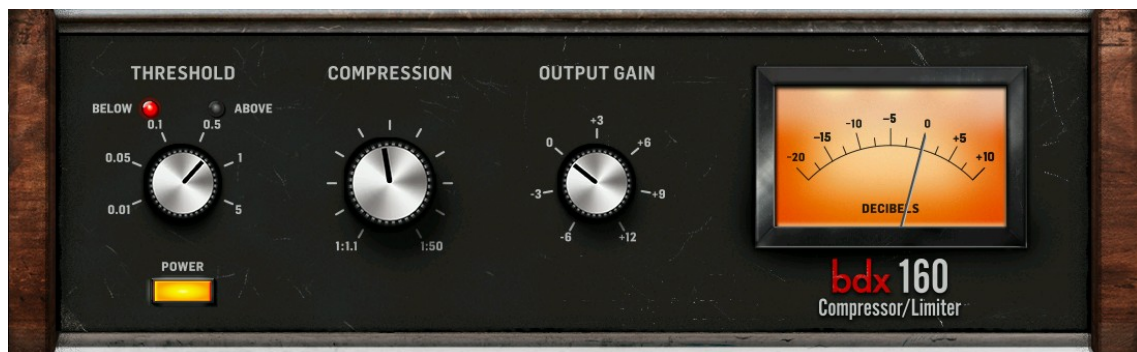 THRESHOLD
COMPRESSION
OUTPUT GAIN
BELOW
ABOVE
0.1
0.5
0.05
1
0.01
5
1:1.1
1:50
+3
0
+6
-3
+9
-6
+12
-20
-15
-10
-5
0
+5
+10
DECIBELS
POWER
bdx 160
Compressor/Limiter